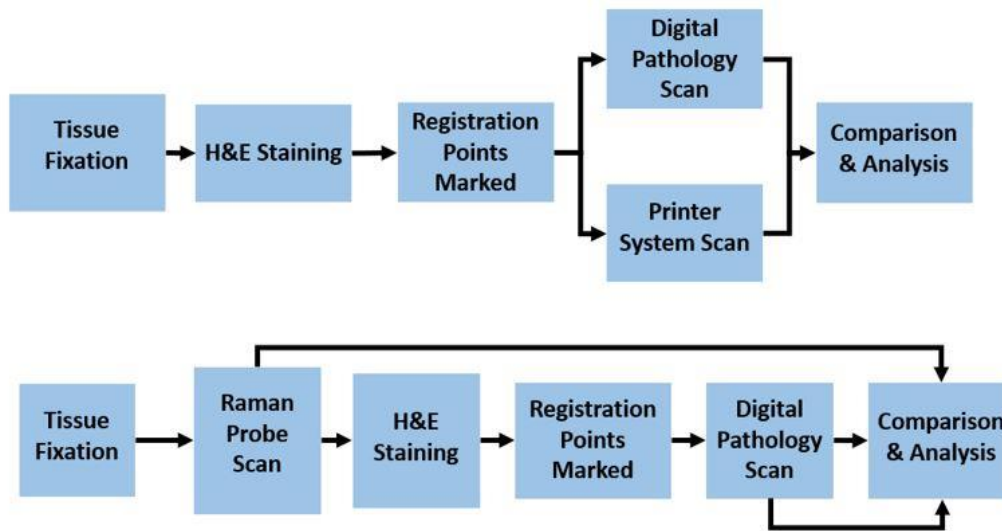 Tissue
Fixation
H&E Staining
Registration
Points
Marked
Digital
Pathology
Scan
Printer
System Scan
Comparison
& Analysis
Tissue
Fixation
Raman
Probe
Scan
H&E
Staining
Registration
Points
Marked
Digital
Pathology
Scan
Comparison
& Analysis